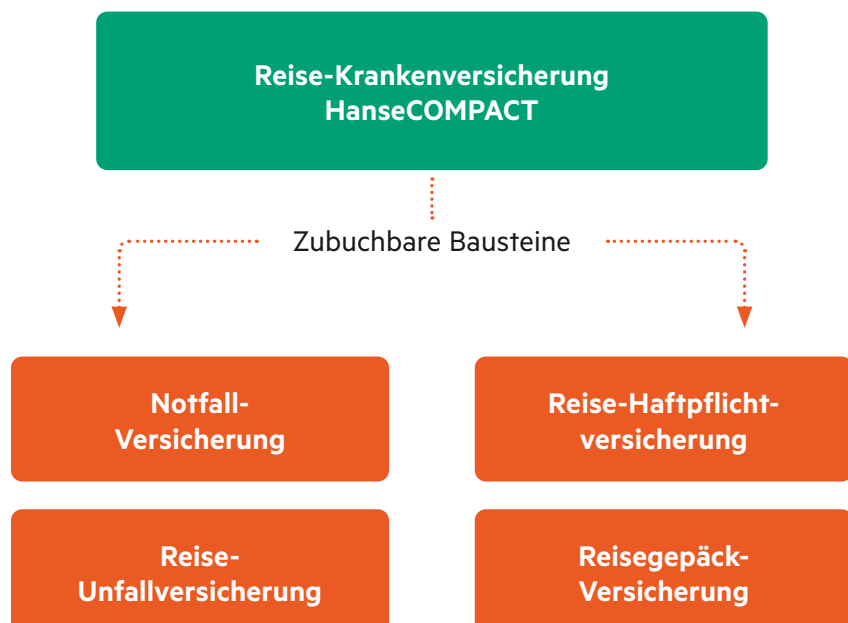 Reise-Krankenversicherung
HanseCOMPACT
Zubuchbare Bausteine
Notfall-
Versicherung
Reise-Haftpflicht-
versicherung
Reise-
Unfallversicherung
Reisegepäck-
Versicherung